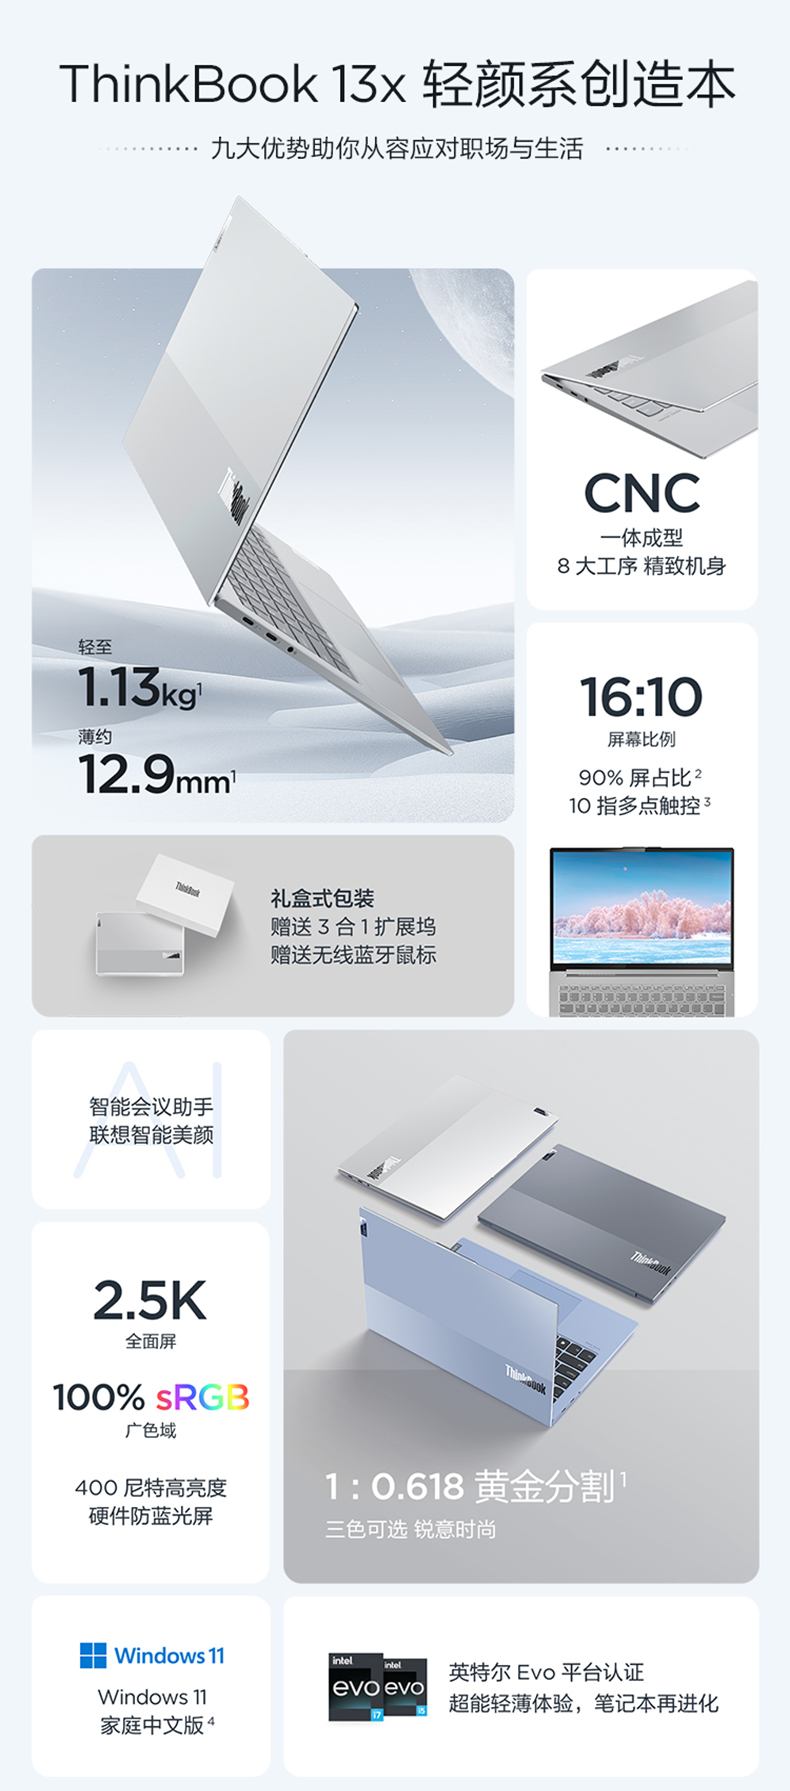 ThinkBook 13x 轻颜系创造本
九大优势助你从容应对职场与生活
ThinkBook
轻至
1.13kg1
薄约
12.9mm1
ThinkBook
CNC
一体成型
8 大工序 精致机身
16:10
屏幕比例
90% 屏占比2
10 指多点触控3
ThinkBook
礼盒式包装
赠送 3 合 1 扩展坞
赠送无线蓝牙鼠标
AI
智能会议助手
联想智能美颜
2.5K
全面屏
100% sRGB
广色域
400 尼特高亮度
硬件防蓝光屏
ThinkBook
ThinkBook
ThinkBook
1 : 0.618 黄金分割1
三色可选 锐意时尚
Windows 11
Windows 11
家庭中文版4
intel
evo
i7
intel
evo
i5
英特尔 Evo 平台认证
超能轻薄体验，笔记本再进化